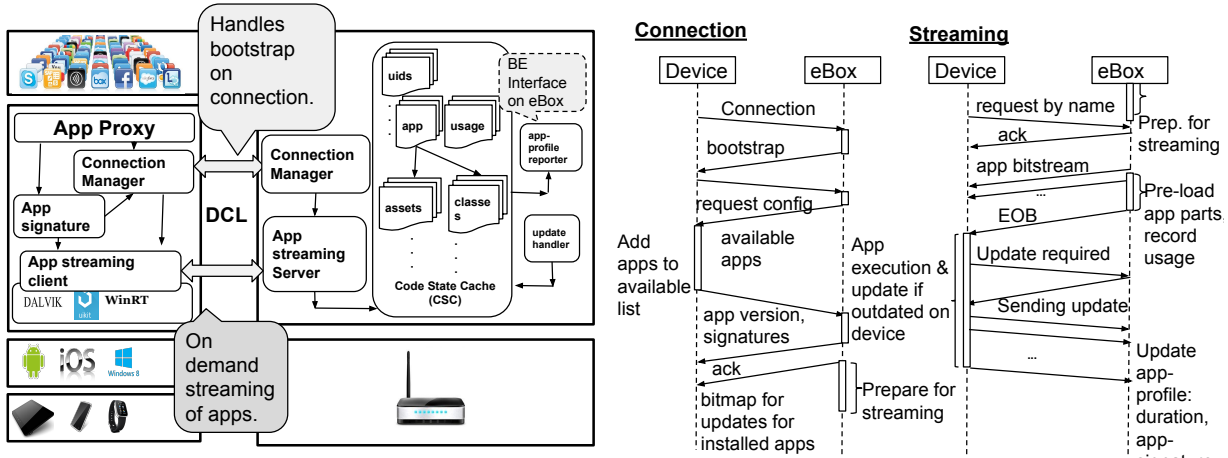 Handles
bootstrap
on
connection.
BE
Interface
on eBox
uids
app
usage
app-
profile
reporter
assets
classe
s
update
handler
Code State Cache
(CSC)
App Proxy
Connection
Manager
App
signature
App streaming
client
DALVIK
uikit
WinRT
DCL
Connection
Manager
App
streaming
Server
On
demand
streaming
of apps.
iOS
Windows 8
box
Connection
Device
eBox
Connection
bootstrap
request config
Add
apps to
available
list
available
apps
app version,
signatures
ack
bitmap for
updates for
installed apps
Prepare for
streaming
Streaming
Device
eBox
request by name
ack
Prep. for
streaming
app bitstream
...
EOB
Pre-load
app parts,
record
usage
App
execution &
update if
outdated on
device
Update required
Sending update
...
Update
app-
profile:
duration,
app-
signature